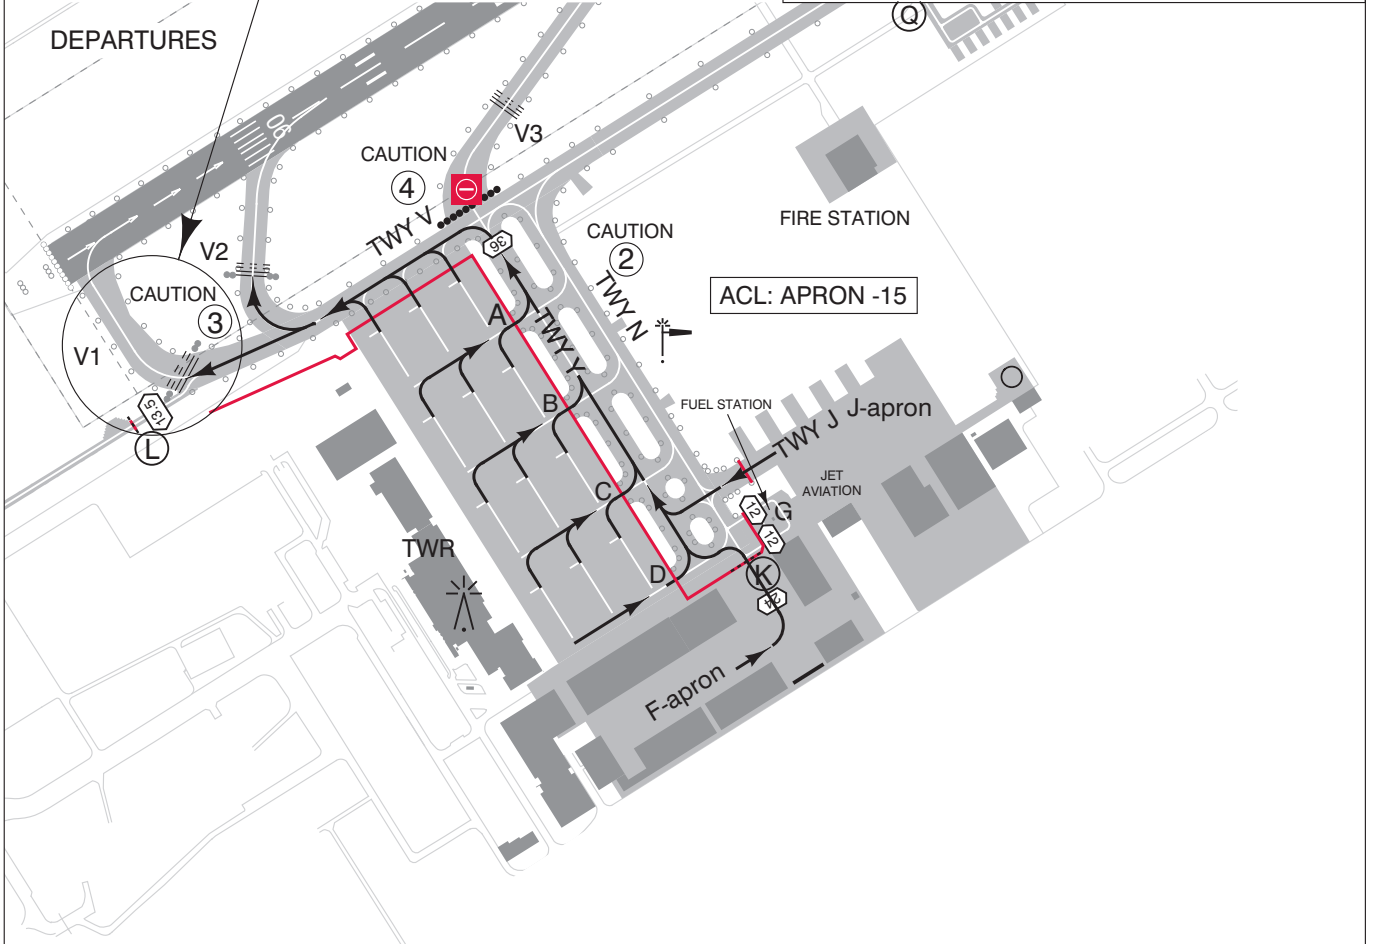 Q
DEPARTURES
06
V3
CAUTION
4
TWY V
36
FIRE STATION
CAUTION
2
V2
TWY N
ACL: APRON -15
CAUTION
3
A
TWY Y
V1
B
FUEL STATION
J-apron
13.5
TWY J
L
JET
AVIATION
C
12
G
12
TWR
D
K
24
F-apron